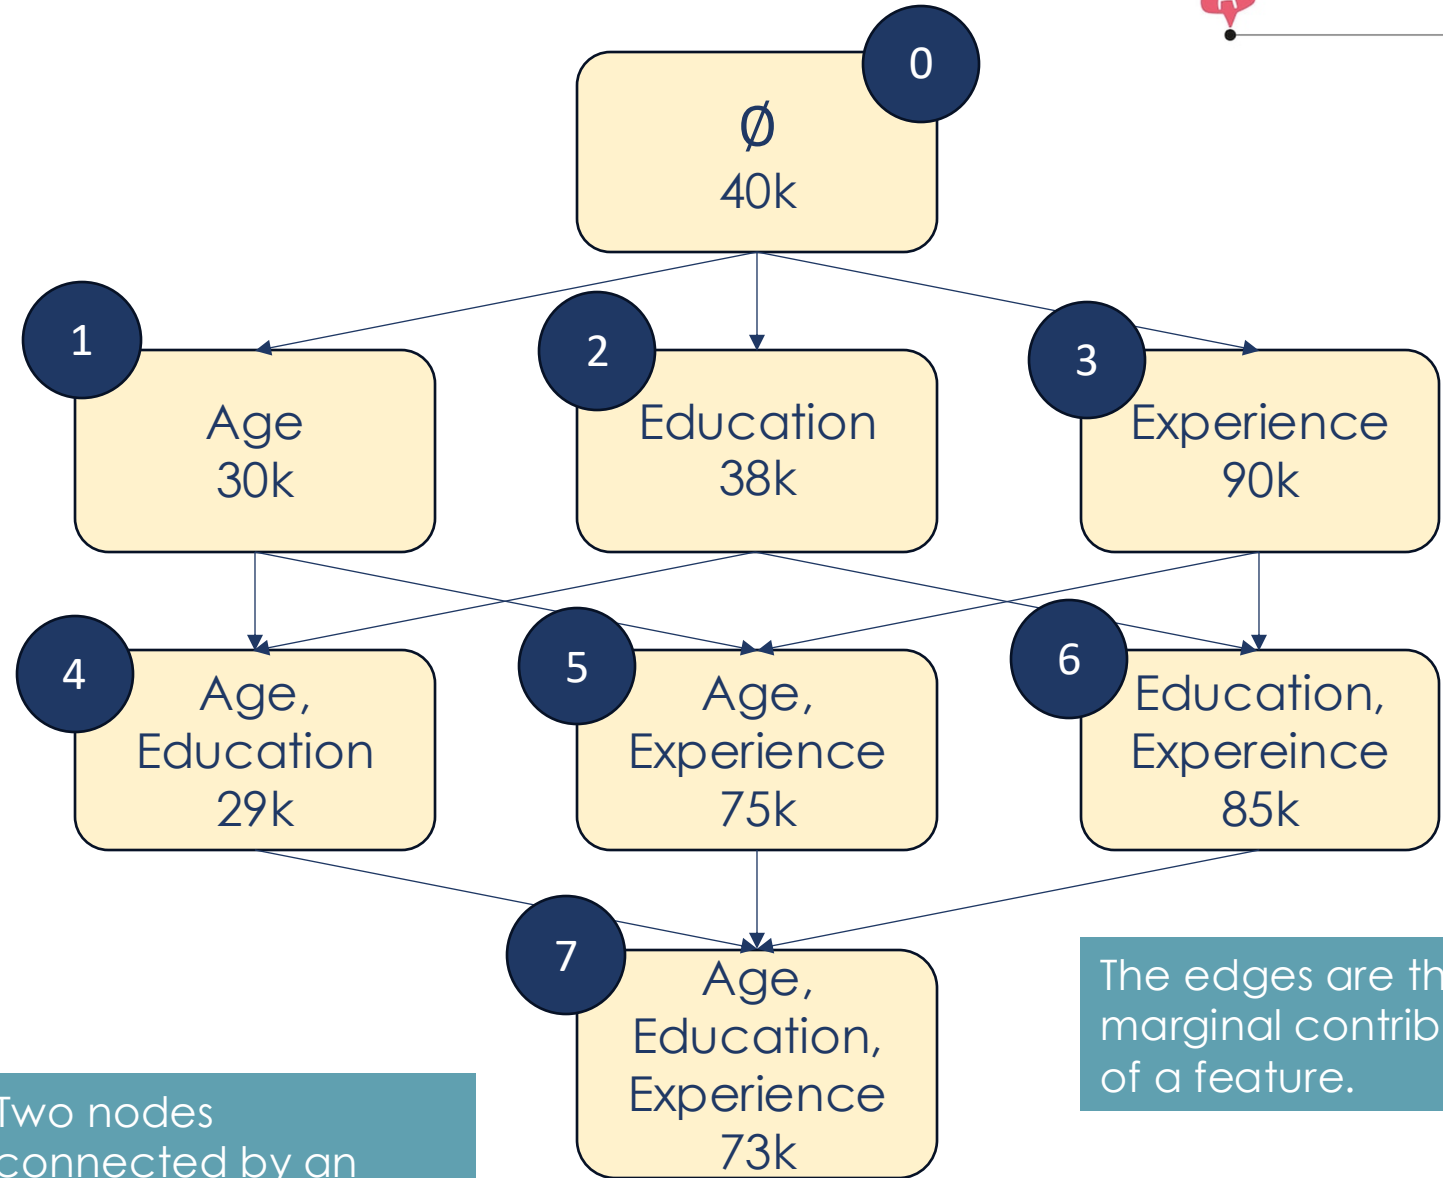 0
Ø
40k
1
Age
30k
2
Education
38k
3
Experience
90k
4
Age,
Education
29k
5
Age,
Experience
75k
6
Education,
Expereince
85k
7
Age,
Education,
Experience
73k
The edges are
marginal
of a feature.
Two nodes
connected by an